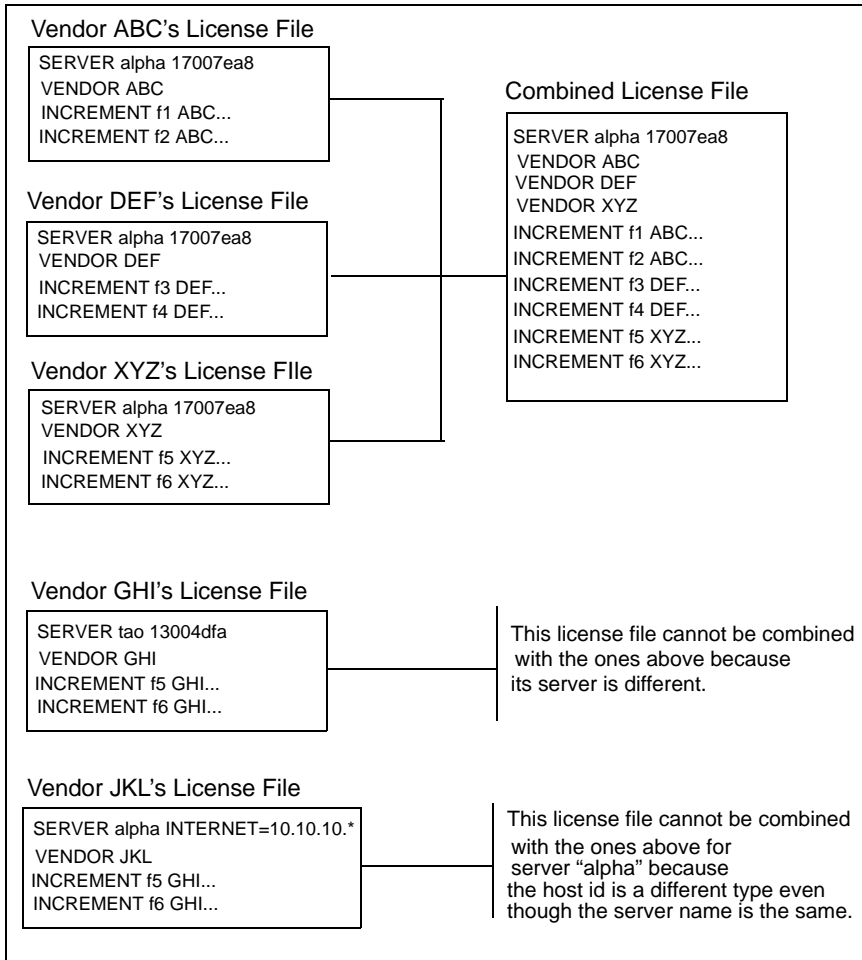 Vendor ABC's License File
SERVER alpha 17007ea8
VENDOR ABC
INCREMENT f1 ABC...
INCREMENT f2 ABC...
Vendor DEF's License File
SERVER alpha 17007ea8
VENDOR DEF
INCREMENT f3 DEF...
INCREMENT f4 DEF...
Vendor XYZ's License FIle
SERVER alpha 17007ea8
VENDOR XYZ
INCREMENT f5 XYZ...
INCREMENT f6 XYZ...
Combined License File
SERVER alpha 17007ea8
VENDOR ABC
VENDOR DEF
VENDOR XYZ
INCREMENT f1 ABC...
INCREMENT f2 ABC...
INCREMENT f3 DEF...
INCREMENT f4 DEF...
INCREMENT f5 XYZ...
INCREMENT f6 XYZ...
Vendor GHI's License File
SERVER tao 13004dfa
VENDOR GHI
INCREMENT f5 GHI...
INCREMENT f6 GHI...
This license file cannot be combined
with the ones above because
its server is different.
Vendor JKL's License File
SERVER alpha INTERNET=10.10.10.*
VENDOR JKL
INCREMENT f5 GHI...
INCREMENT f6 GHI...
This license file cannot be combined
with the ones above for
server “alpha” because
the host id is a different type even
though the server name is the same.